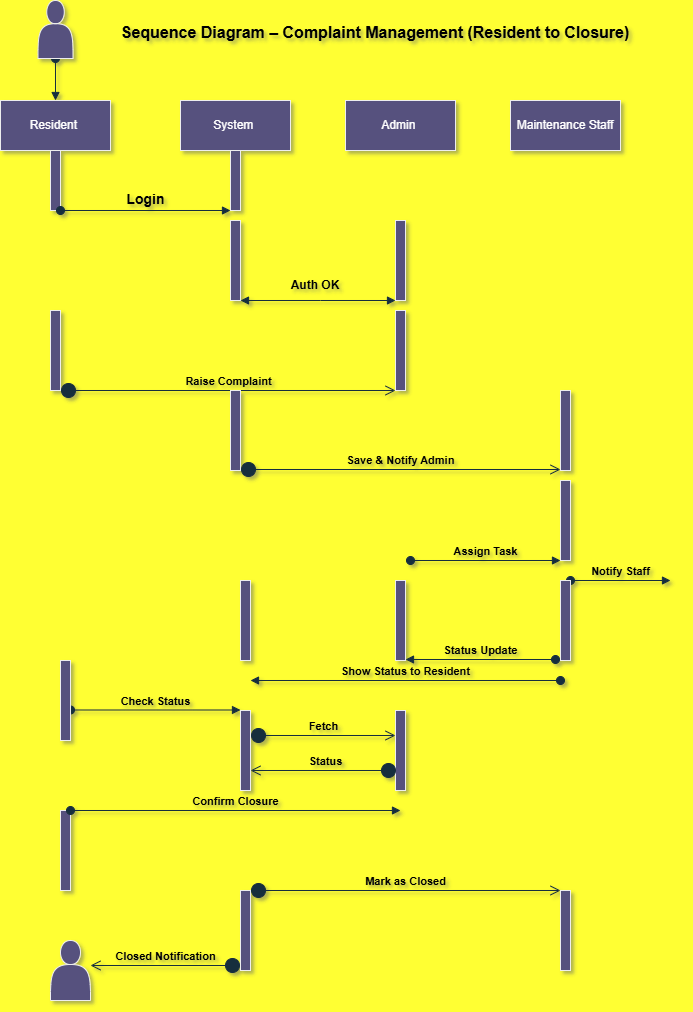 Sequence Diagram – Complaint Management (Resident to Closure)
Resident
System
Admin
Maintenance Staff
Login
Auth OK
Raise Complaint
Save & Notify Admin
Assign Task
Notify Staff
Status Update
Show Status to Resident
Check Status
Fetch
Status
Confirm Closure
Mark as Closed
Closed Notification